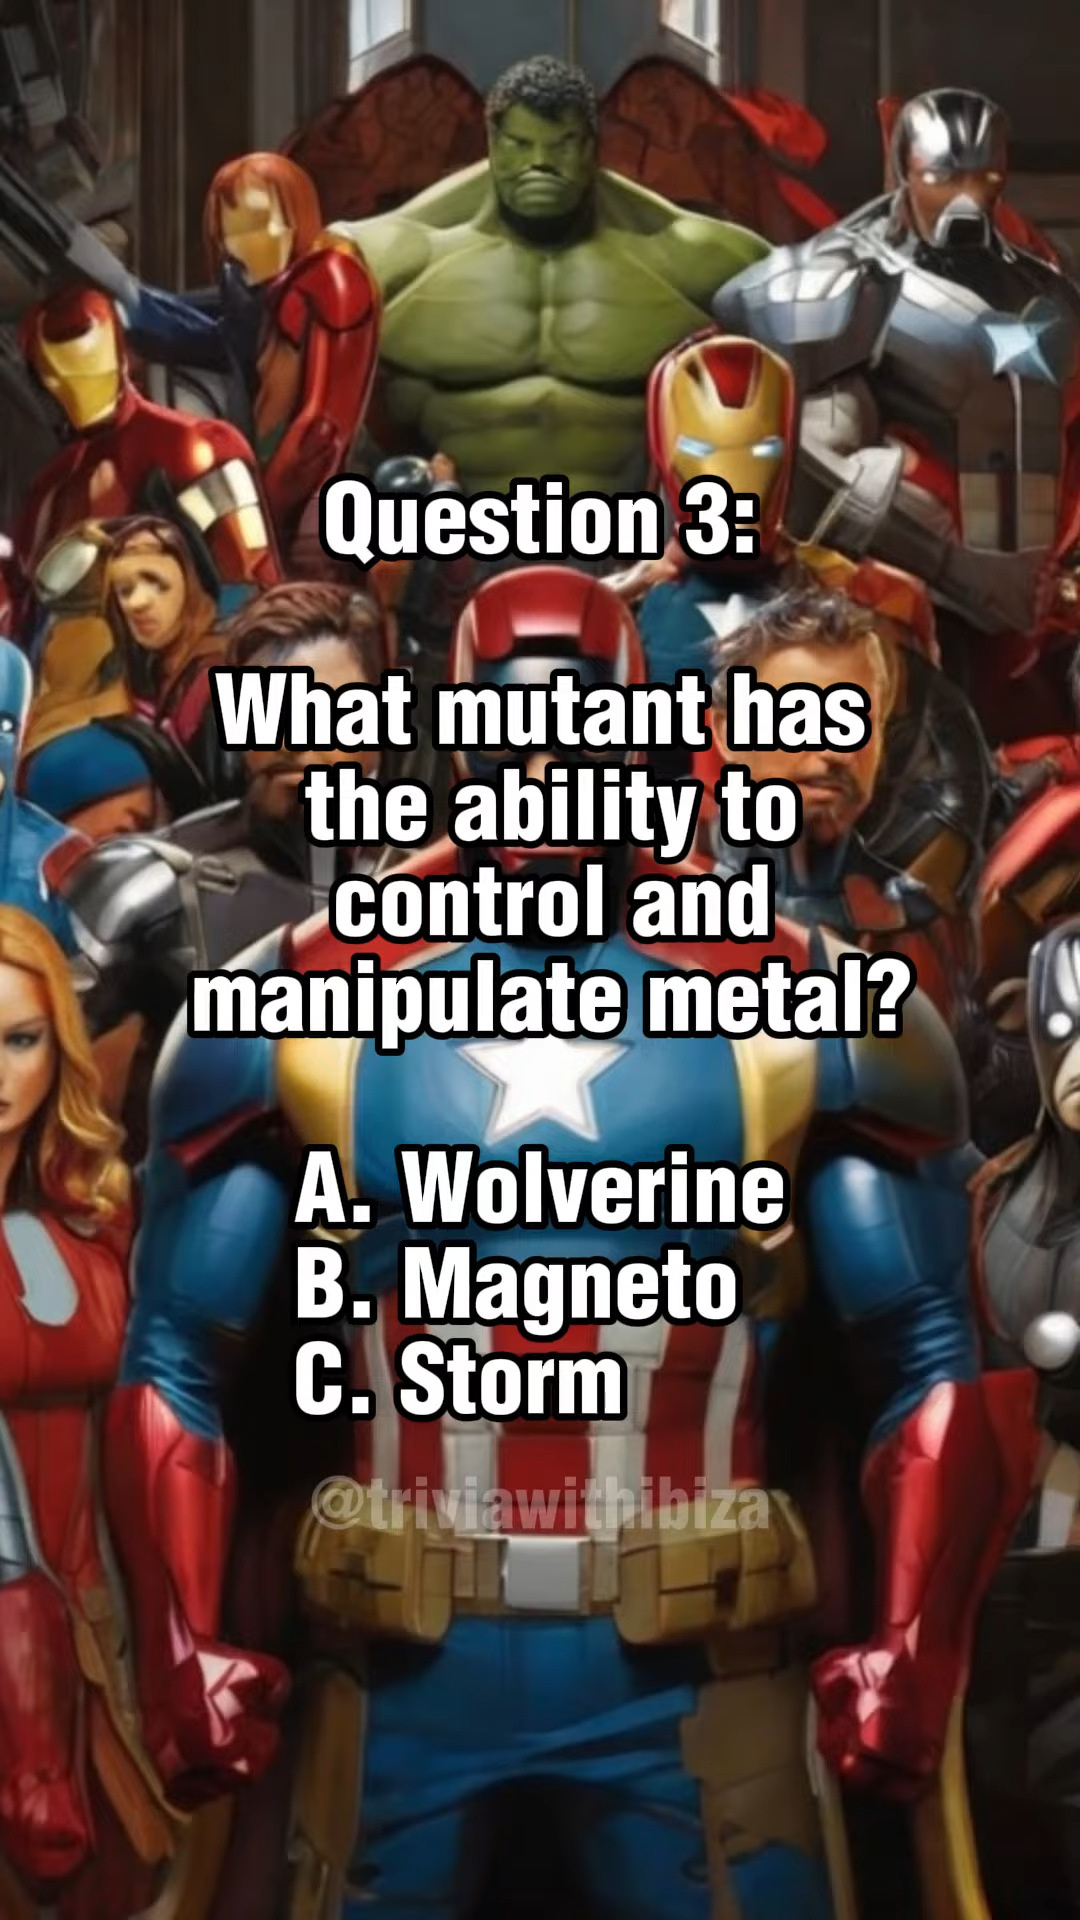 Question 3:
What mutant has
the ability to
control and
manipulate metal?
A. Wolverine
B. Magneto
C. Storm
@triviawithibiza